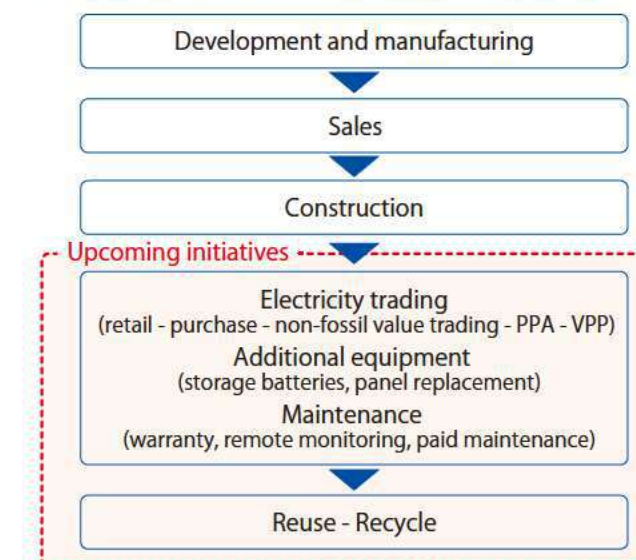 Development and manufacturing
Sales
Construction
Upcoming initiatives
Electricity trading
(retail - purchase - non-fossil value trading - PPA - VPP)
Additional equipment
(storage batteries, panel replacement)
Maintenance
(warranty, remote monitoring, paid maintenance)
Reuse - Recycle